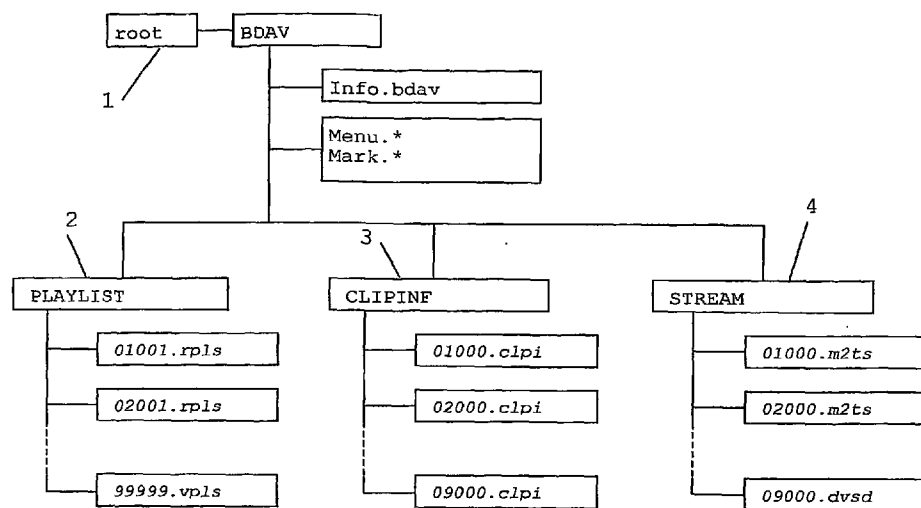 root
BDAV
1
Info.bdav
Menu.*
Mark.*
2
3
4
PLAYLIST
CLIPINF
STREAM
01001.rpls
01000.clpi
01000.m2ts
02001.rpls
02000.clpi
02000.m2ts
99999.vpls
09000.clpi
09000.dvsd